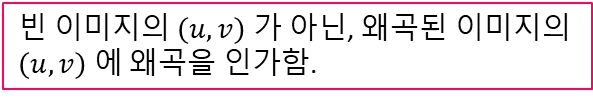 빈 이미지의 (u, v) 가 아닌, 왜곡된 이미지의
(u, v) 에 왜곡을 인가함.